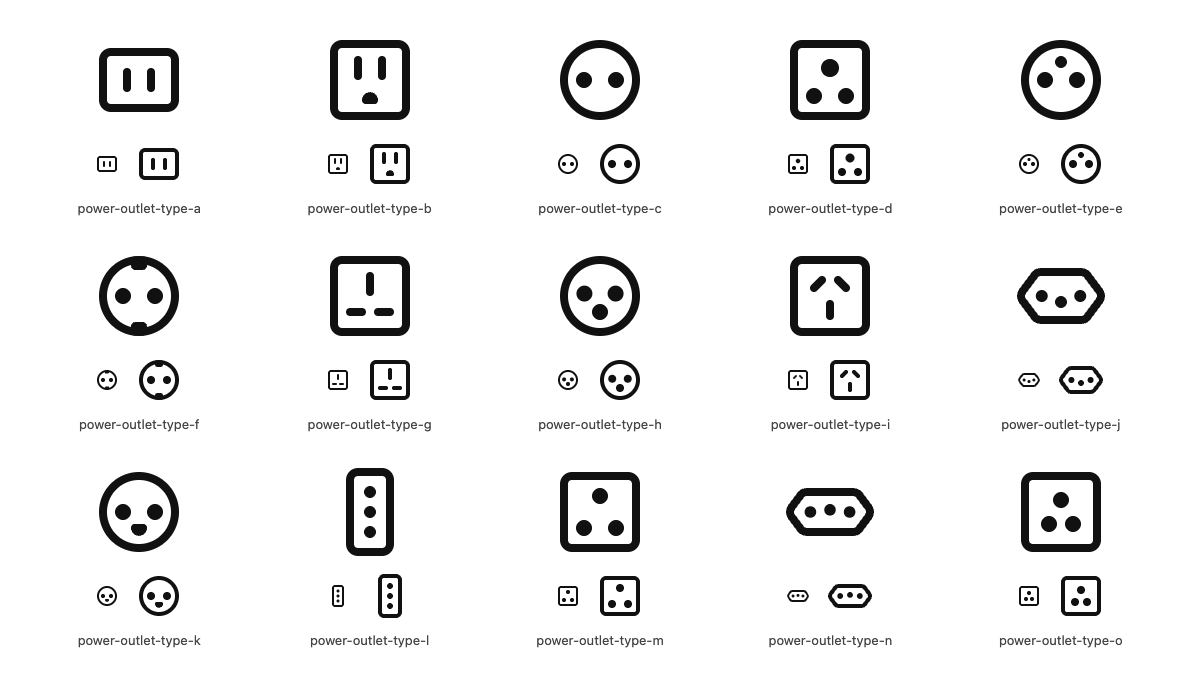 power-outlet-type-a
power-outlet-type-b
power-outlet-type-c
power-outlet-type-d
power-outlet-type-e
power-outlet-type-f
power-outlet-type-g
power-outlet-type-h
power-outlet-type-i
power-outlet-type-j
power-outlet-type-k
power-outlet-type-l
power-outlet-type-m
power-outlet-type-n
power-outlet-type-o